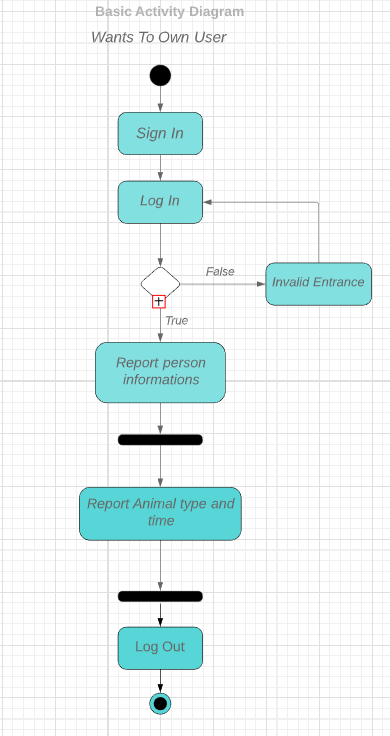 Basic Activity Diagram
Wants To Own User
Sign In
Log In
False
Invalid Entrance
+
True
Report person
informations
Report Animal type and
time
Log Out